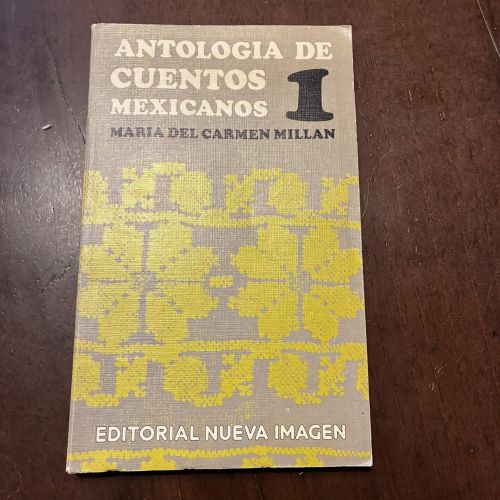 ANTOLOGIA DE
CUENTOS
MEXICANOS 1
MARIA DEL CARMEN MILLAN
EDITORIAL NUEVA IMAGEN